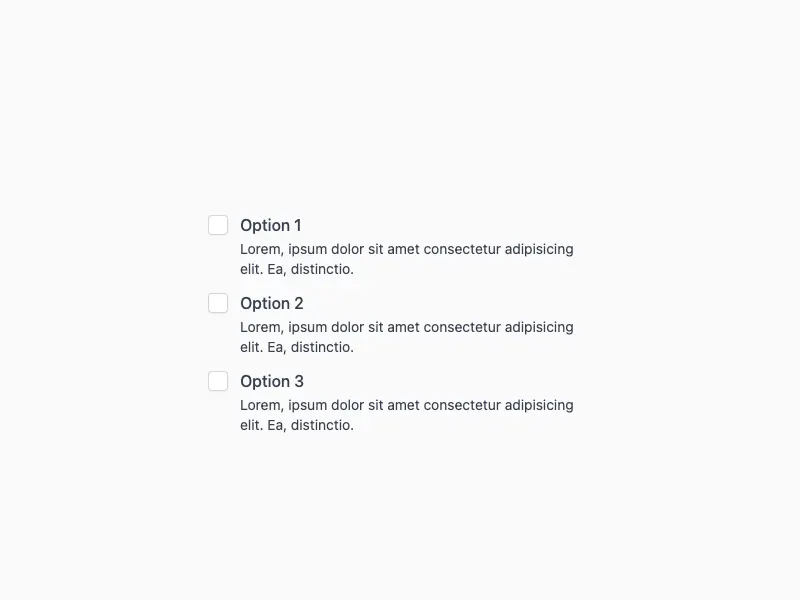 Option 1
Lorem, ipsum dolor sit amet consectetur adipisicing
elit. Ea, distinctio.
Option 2
Lorem, ipsum dolor sit amet consectetur adipisicing
elit. Ea, distinctio.
Option 3
Lorem, ipsum dolor sit amet consectetur adipisicing
elit. Ea, distinctio.